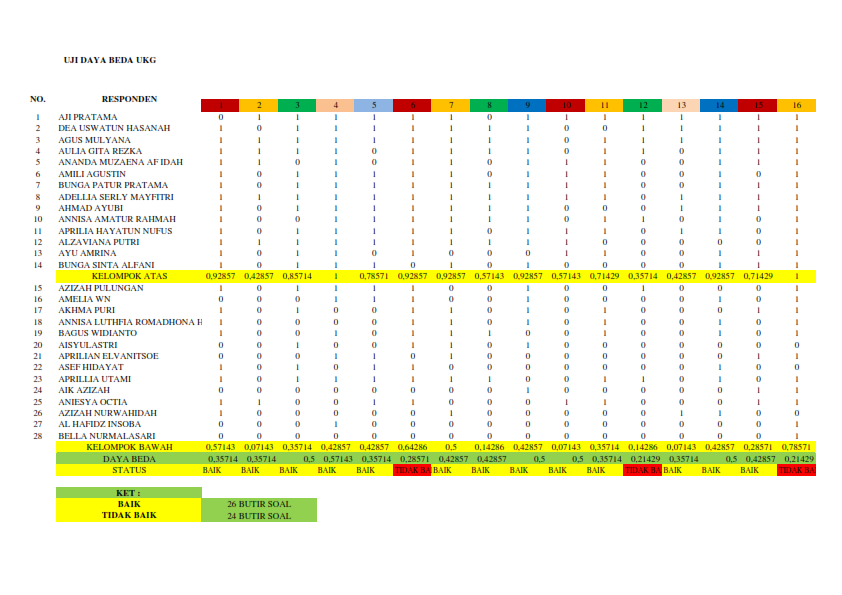 UJI DAYA BEDA UKG
NO. RESPONDEN 1 2 3 4 5 6 7 8 9 10 11 12 13 14 15 16
1 AJI PRATAMA 0 1 1 1 1 1 1 0 1 1 1 0 1 1 1 1
2 DEA USWATUN HASANAH 1 0 1 1 1 1 1 1 1 0 0 1 1 1 1 1
3 AGUS MULYANA 1 0 1 1 1 1 1 0 1 1 1 1 1 1 1 1
4 AULIA GITA REZKA 1 1 1 1 0 1 1 0 1 1 1 1 0 1 1 1
5 ANANDA MUZAENA AF IDAH 1 1 0 1 0 1 1 0 1 1 1 0 0 1 1 1
6 AMILI AGUSTIN 1 0 1 1 1 1 1 0 1 1 1 0 0 1 1 1
7 BUNGA PATUR PRATAMA 1 0 1 1 1 1 1 1 1 1 1 0 0 1 1 1
8 ADELLIA SERLY MAYFITRI 1 1 1 1 1 1 1 1 1 1 1 0 1 1 1 1
9 AHMAD AYUBI 1 0 1 1 1 1 1 1 1 0 0 0 1 1 1 1
10 ANNISA AMATUR RAHMAH 1 0 0 1 1 1 1 1 1 0 1 1 0 1 0 1
11 APRILIA HAYATUN NUFUS 1 0 1 1 1 1 1 0 1 1 1 0 1 1 1 1
12 ALZAVIANA PUTRI 1 1 1 1 1 1 1 1 1 1 0 0 0 0 0 1
13 AYU AMRINA 1 0 1 1 0 1 0 0 0 1 1 0 0 1 0 1
14 BUNGA SINTA ALFANI 1 0 1 1 1 0 1 1 1 0 0 1 0 1 0 1
KELOMPOK ATAS 0,92857 0,42857 0,85714 1 0,78571 0,92857 0,92857 0,57143 0,92857 0,57143 0,71429 0,35714 0,42857 0,92857 0,71429 1
15 AZIZAH PULUNGAN 1 0 1 1 1 1 0 0 0 0 1 0 0 1 0 1
16 AMELIA WN 0 0 0 1 1 1 0 0 1 0 0 0 0 0 0 1
17 AKHMA PURI 1 0 1 0 0 1 0 0 1 0 0 0 0 0 1 1
18 ANNISA LUTHFIA ROMADHONA H 1 0 0 0 0 1 1 0 1 1 1 0 0 1 0 1
19 BAGUS WIDIANTO 1 0 0 1 0 1 1 1 0 0 1 0 0 1 0 1
20 AISYULASTRI 0 0 1 0 0 1 1 0 0 0 0 0 0 0 0 0
21 APRILIAN ELVANITSOE 0 0 0 1 1 0 1 0 0 0 0 0 0 0 1 1
22 ASEF HIDAYAT 1 0 1 0 1 1 1 0 0 0 0 0 0 1 0 0
23 APRILLIA UTAMI 1 0 1 1 1 1 1 1 0 0 1 1 0 1 0 1
24 AIK AZIZAH 0 0 0 0 0 0 0 0 1 0 0 0 0 0 1 1
25 ANIESYA OCTIA 1 1 0 0 0 0 0 0 0 1 1 0 0 0 1 1
26 AZIZAH NURWAHIDAH 1 0 0 0 0 0 1 0 0 0 0 0 1 1 0 0
27 AL HAFIDZ INSOBA 0 0 0 1 0 0 0 0 0 0 0 0 0 0 0 1
28 BELLA NURMALASARI 0 0 0 0 0 0 0 0 0 0 0 0 0 0 0 1
KELOMPOK BAWAH 0,57143 0,07143 0,35714 0,42857 0,42857 0,64286 0,5 0,14286 0,42857 0,07143 0,35714 0,14286 0,07143 0,42857 0,28571 0,78571
DAYA BEDA 0,35714 0,35714 0,5 0,57143 0,35714 0,28571 0,42857 0,42857 0,5 0,5 0,35714 0,21429 0,35714 0,5 0,42857 0,21429
STATUS BAIK BAIK BAIK BAIK BAIK TIDAK BA BAIK BAIK BAIK BAIK BAIK TIDAK BA BAIK BAIK BAIK TIDAK BA
KET :
BAIK 26 BUTIR SOAL
TIDAK BAIK 24 BUTIR SOAL